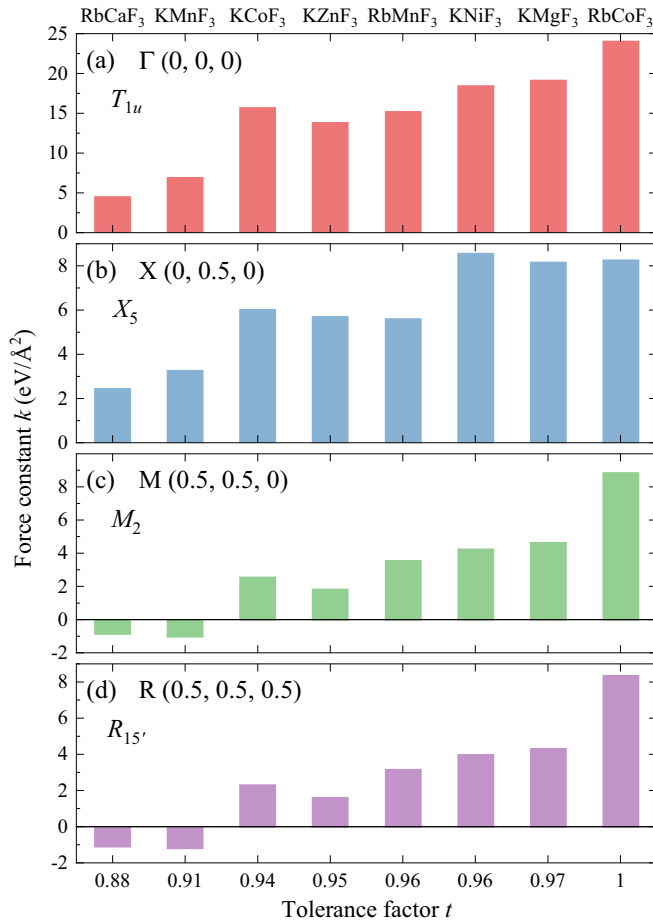 RbCaF₃ KMnF₃ KCoF₃ KZnF₃ RbMnF₃ KNiF₃ KMgF₃ RbCoF₃
(a) Γ (0, 0, 0)
T₁ᵤ
25
20
15
10
5
0
(b) X (0, 0.5, 0)
X₅
8
6
4
2
0
(c) M (0.5, 0.5, 0)
M₂
8
6
4
2
0
-2
(d) R (0.5, 0.5, 0.5)
R₁₅′
8
6
4
2
0
-2
Force constant k (eV/Å²)
0.88 0.91 0.94 0.95 0.96 0.96 0.97 1
Tolerance factor t